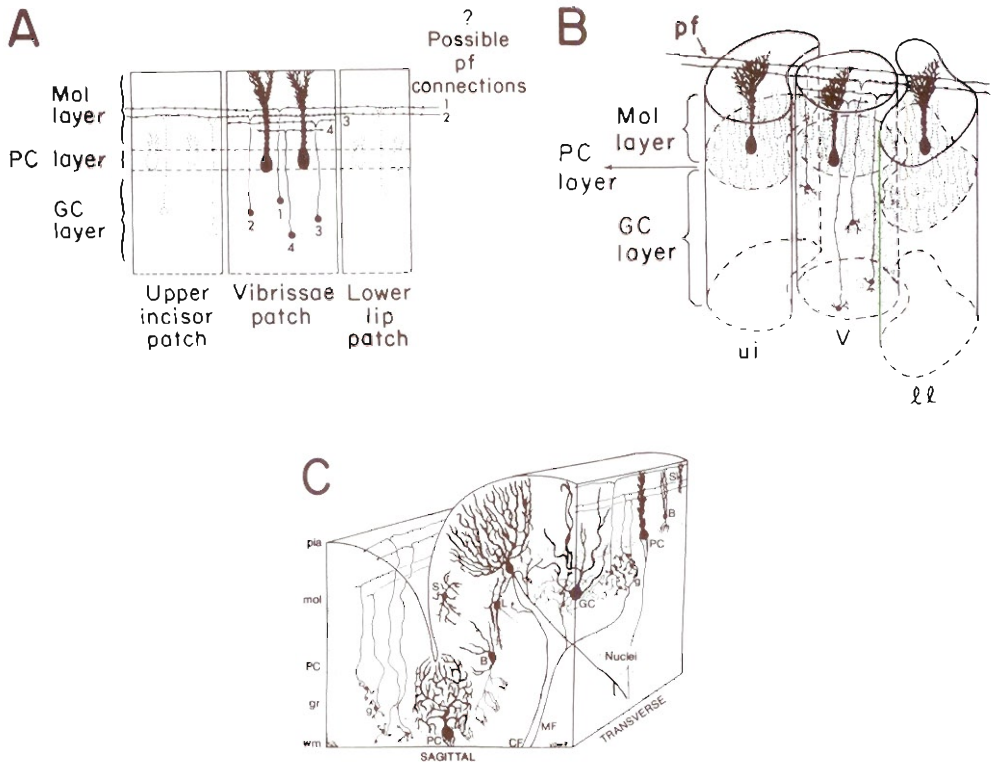 A
?
Possible
pf
connections
Mol
layer
PC layer
GC
layer
1
2
3
4
2
1
4
3
Upper
incisor
patch
Vibrissae
patch
Lower
lip
patch
B
pf
Mol
layer
PC
layer
GC
layer
ui
V
ll
C
pia
mol
PC
gr
wm
S
L
B
g
PC
CF
MF
GC
g
PC
B
S
Nuclei
SAGITTAL
TRANSVERSE